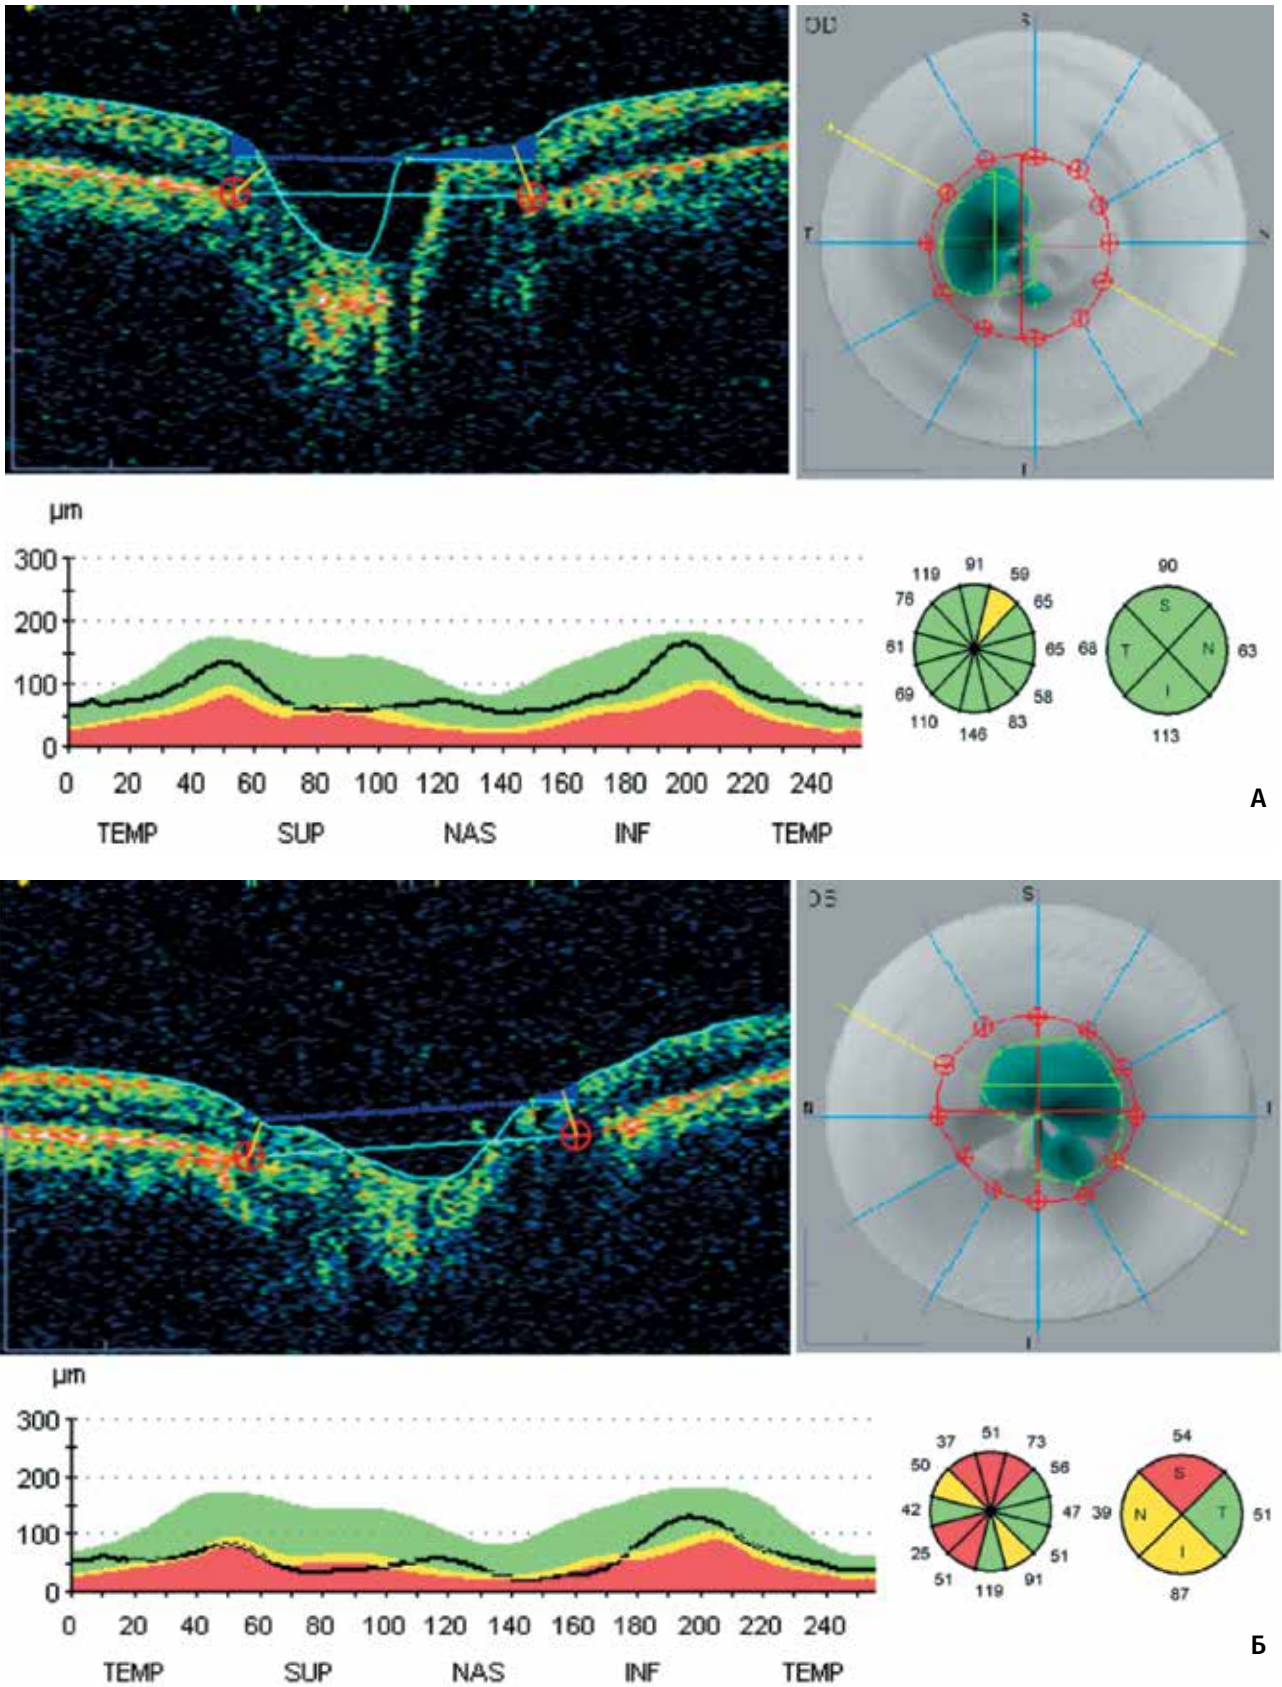 OD
S
T
N
I
µm
300
200
100
0
0 20 40 60 80 100 120 140 160 180 200 220 240
TEMP SUP NAS INF TEMP
91
119 59
76 65
61 65
69 58
110 83
146
90
S
68 T N 63
I
113
А
OS
S
N
I
µm
300
200
100
0
0 20 40 60 80 100 120 140 160 180 200 220 240
TEMP SUP NAS INF TEMP
51
37 73
50 56
42 47
25 51
51 91
119
54
S
39 N T 51
I
87
Б